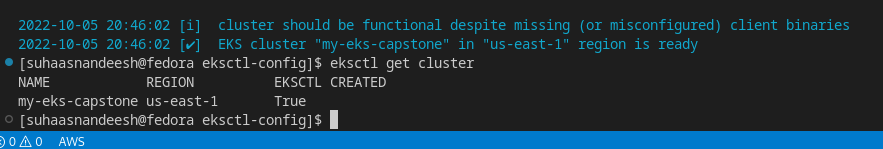 2022-10-05 20:46:02 [i]  cluster should be functional despite missing (or misconfigured) client binaries
2022-10-05 20:46:02 [✔]  EKS cluster "my-eks-capstone" in "us-east-1" region is ready
[suhaasnandeesh@fedora eksctl-config]$ eksctl get cluster
NAME            REGION          EKSCTL CREATED
my-eks-capstone us-east-1       True
[suhaasnandeesh@fedora eksctl-config]$
0 0 AWS